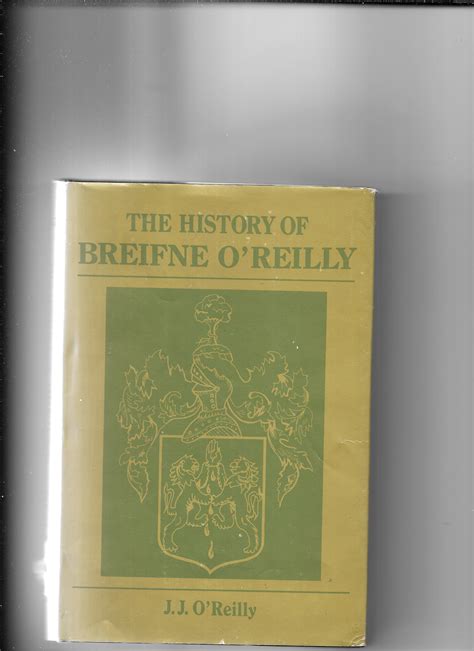 THE HISTORY OF
BREIFNE O'REILLY
J.J. O'Reilly